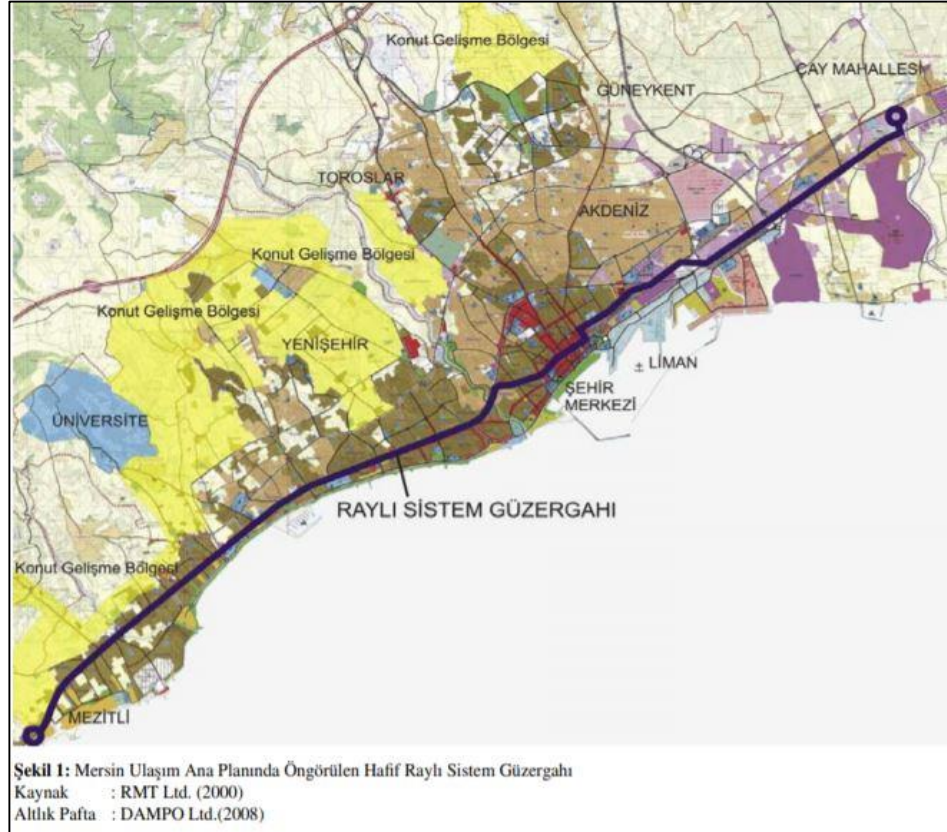 Konut Gelişme Bölgesi
ÇAY MAHALLESİ
GÜNEYKENT
TOROSLAR
AKDENİZ
Konut Gelişme Bölgesi
Konut Gelişme Bölgesi
YENİŞEHİR
LİMAN
ŞEHİR
MERKEZİ
ÜNİVERSİTE
RAYLI SİSTEM GÜZERGAHI
Konut Gelişme Bölgesi
MEZİTLİ
Şekil 1: Mersin Ulaşım Ana Planında Öngörülen Hafif Raylı Sistem Güzergahı
Kaynak : RMT Ltd. (2000)
Altlık Pafta : DAMPO Ltd.(2008)